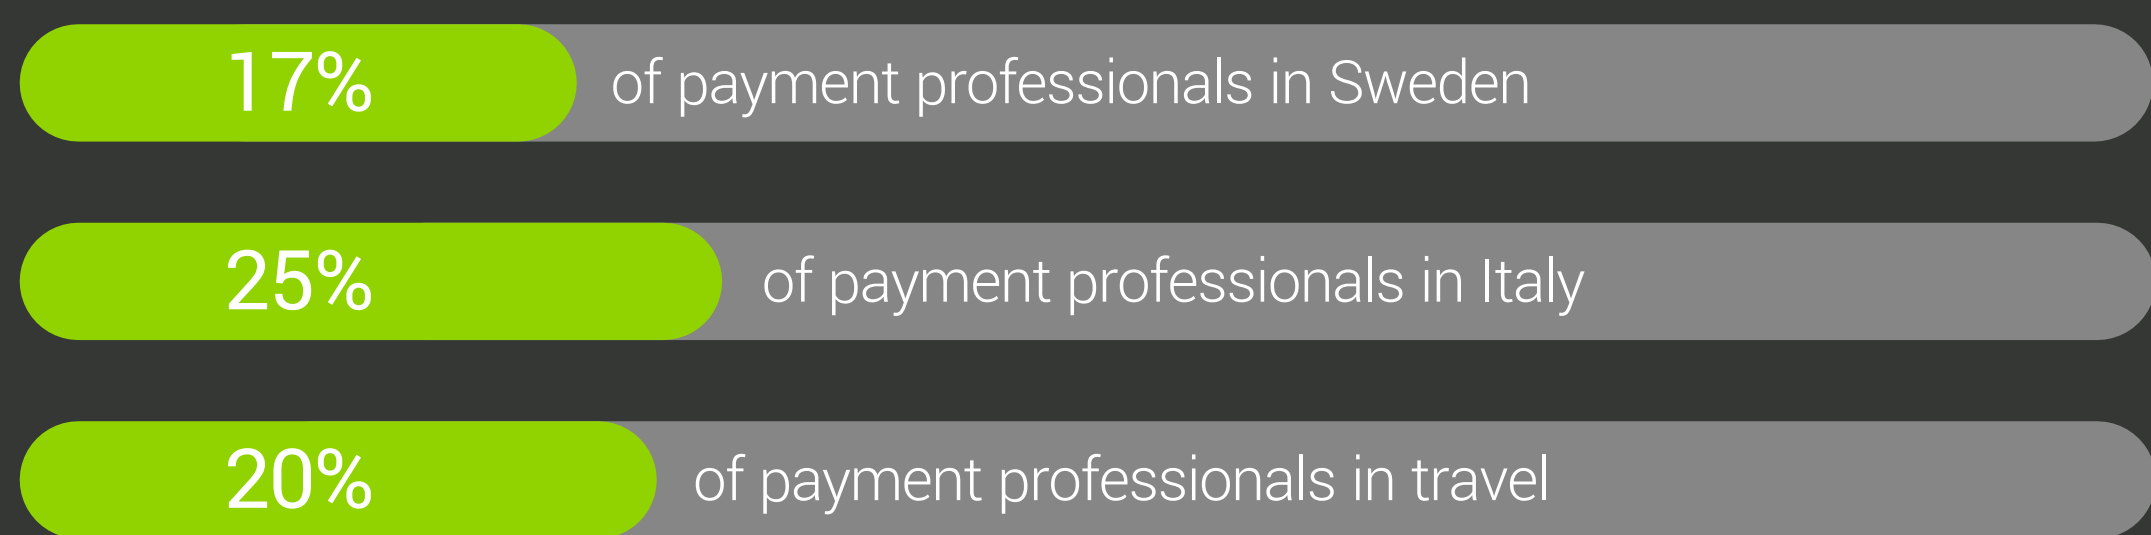 17% of payment professionals in Sweden
25% of payment professionals in Italy
20% of payment professionals in travel